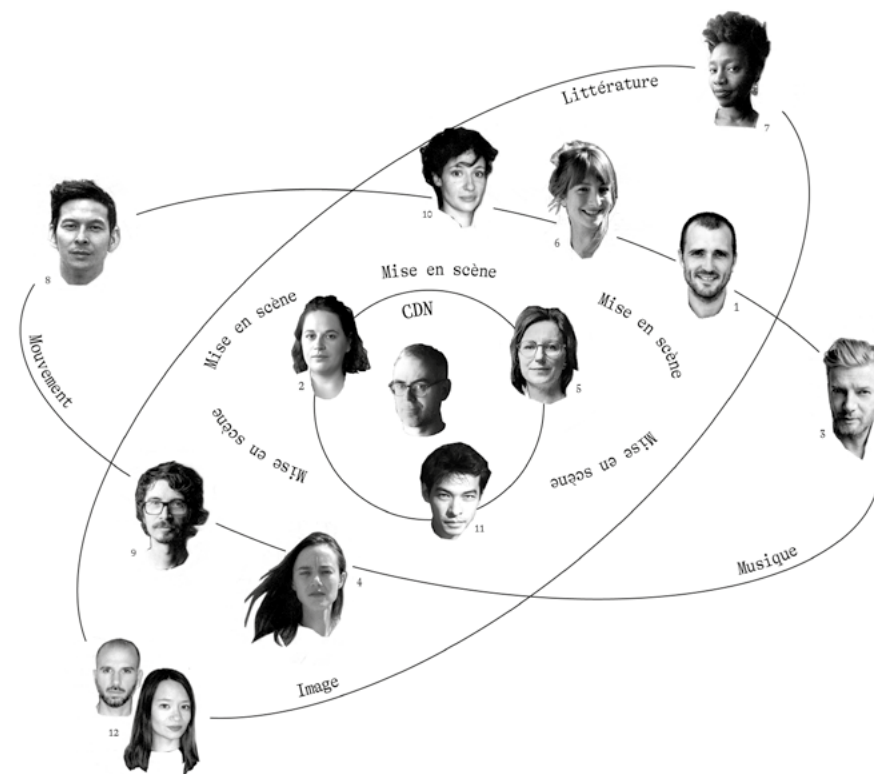 Littérature
7
10
6
8
Mise en scène
1
Mise en scène
CDN
Mise en scène
Mouvement
2
5
3
Mise en scène
Mise en scène
11
9
4
Musique
Image
12